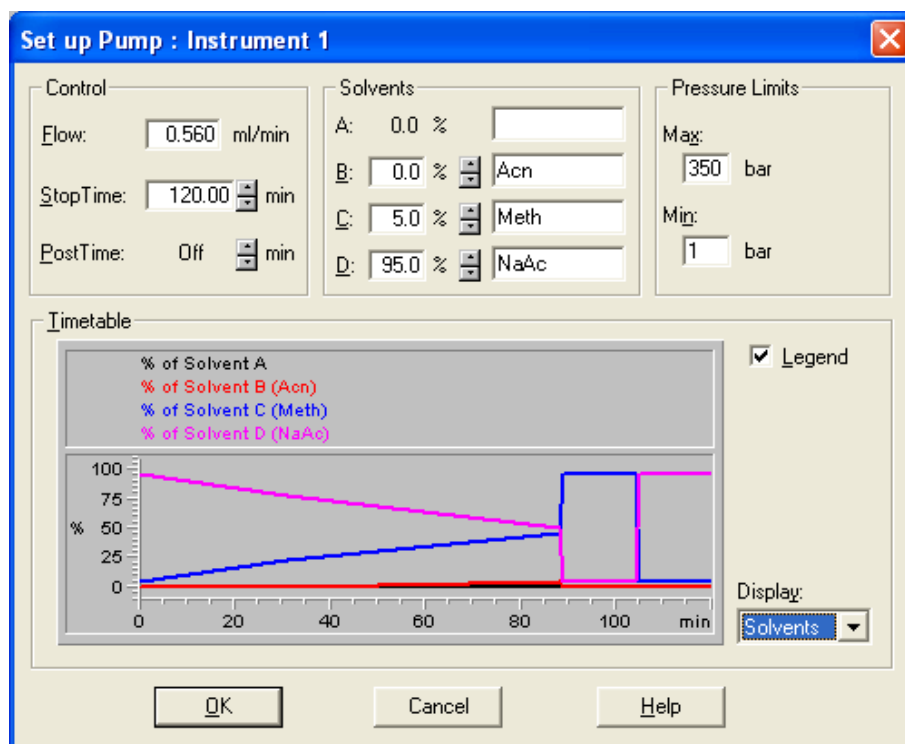 Set up Pump : Instrument 1
Control
Flow: 0.560 ml/min
StopTime: 120.00 min
PostTime: Off min
Solvents
A: 0.0 %
B: 0.0 % Acn
C: 5.0 % Meth
D: 95.0 % NaAc
Pressure Limits
Max:
350 bar
Min:
1 bar
Timetable
% of Solvent A
% of Solvent B (Acn)
% of Solvent C (Meth)
% of Solvent D (NaAc)
100
75
% 50
25
0
0 20 40 60 80 100 min
Legend
Display:
Solvents
OK Cancel Help